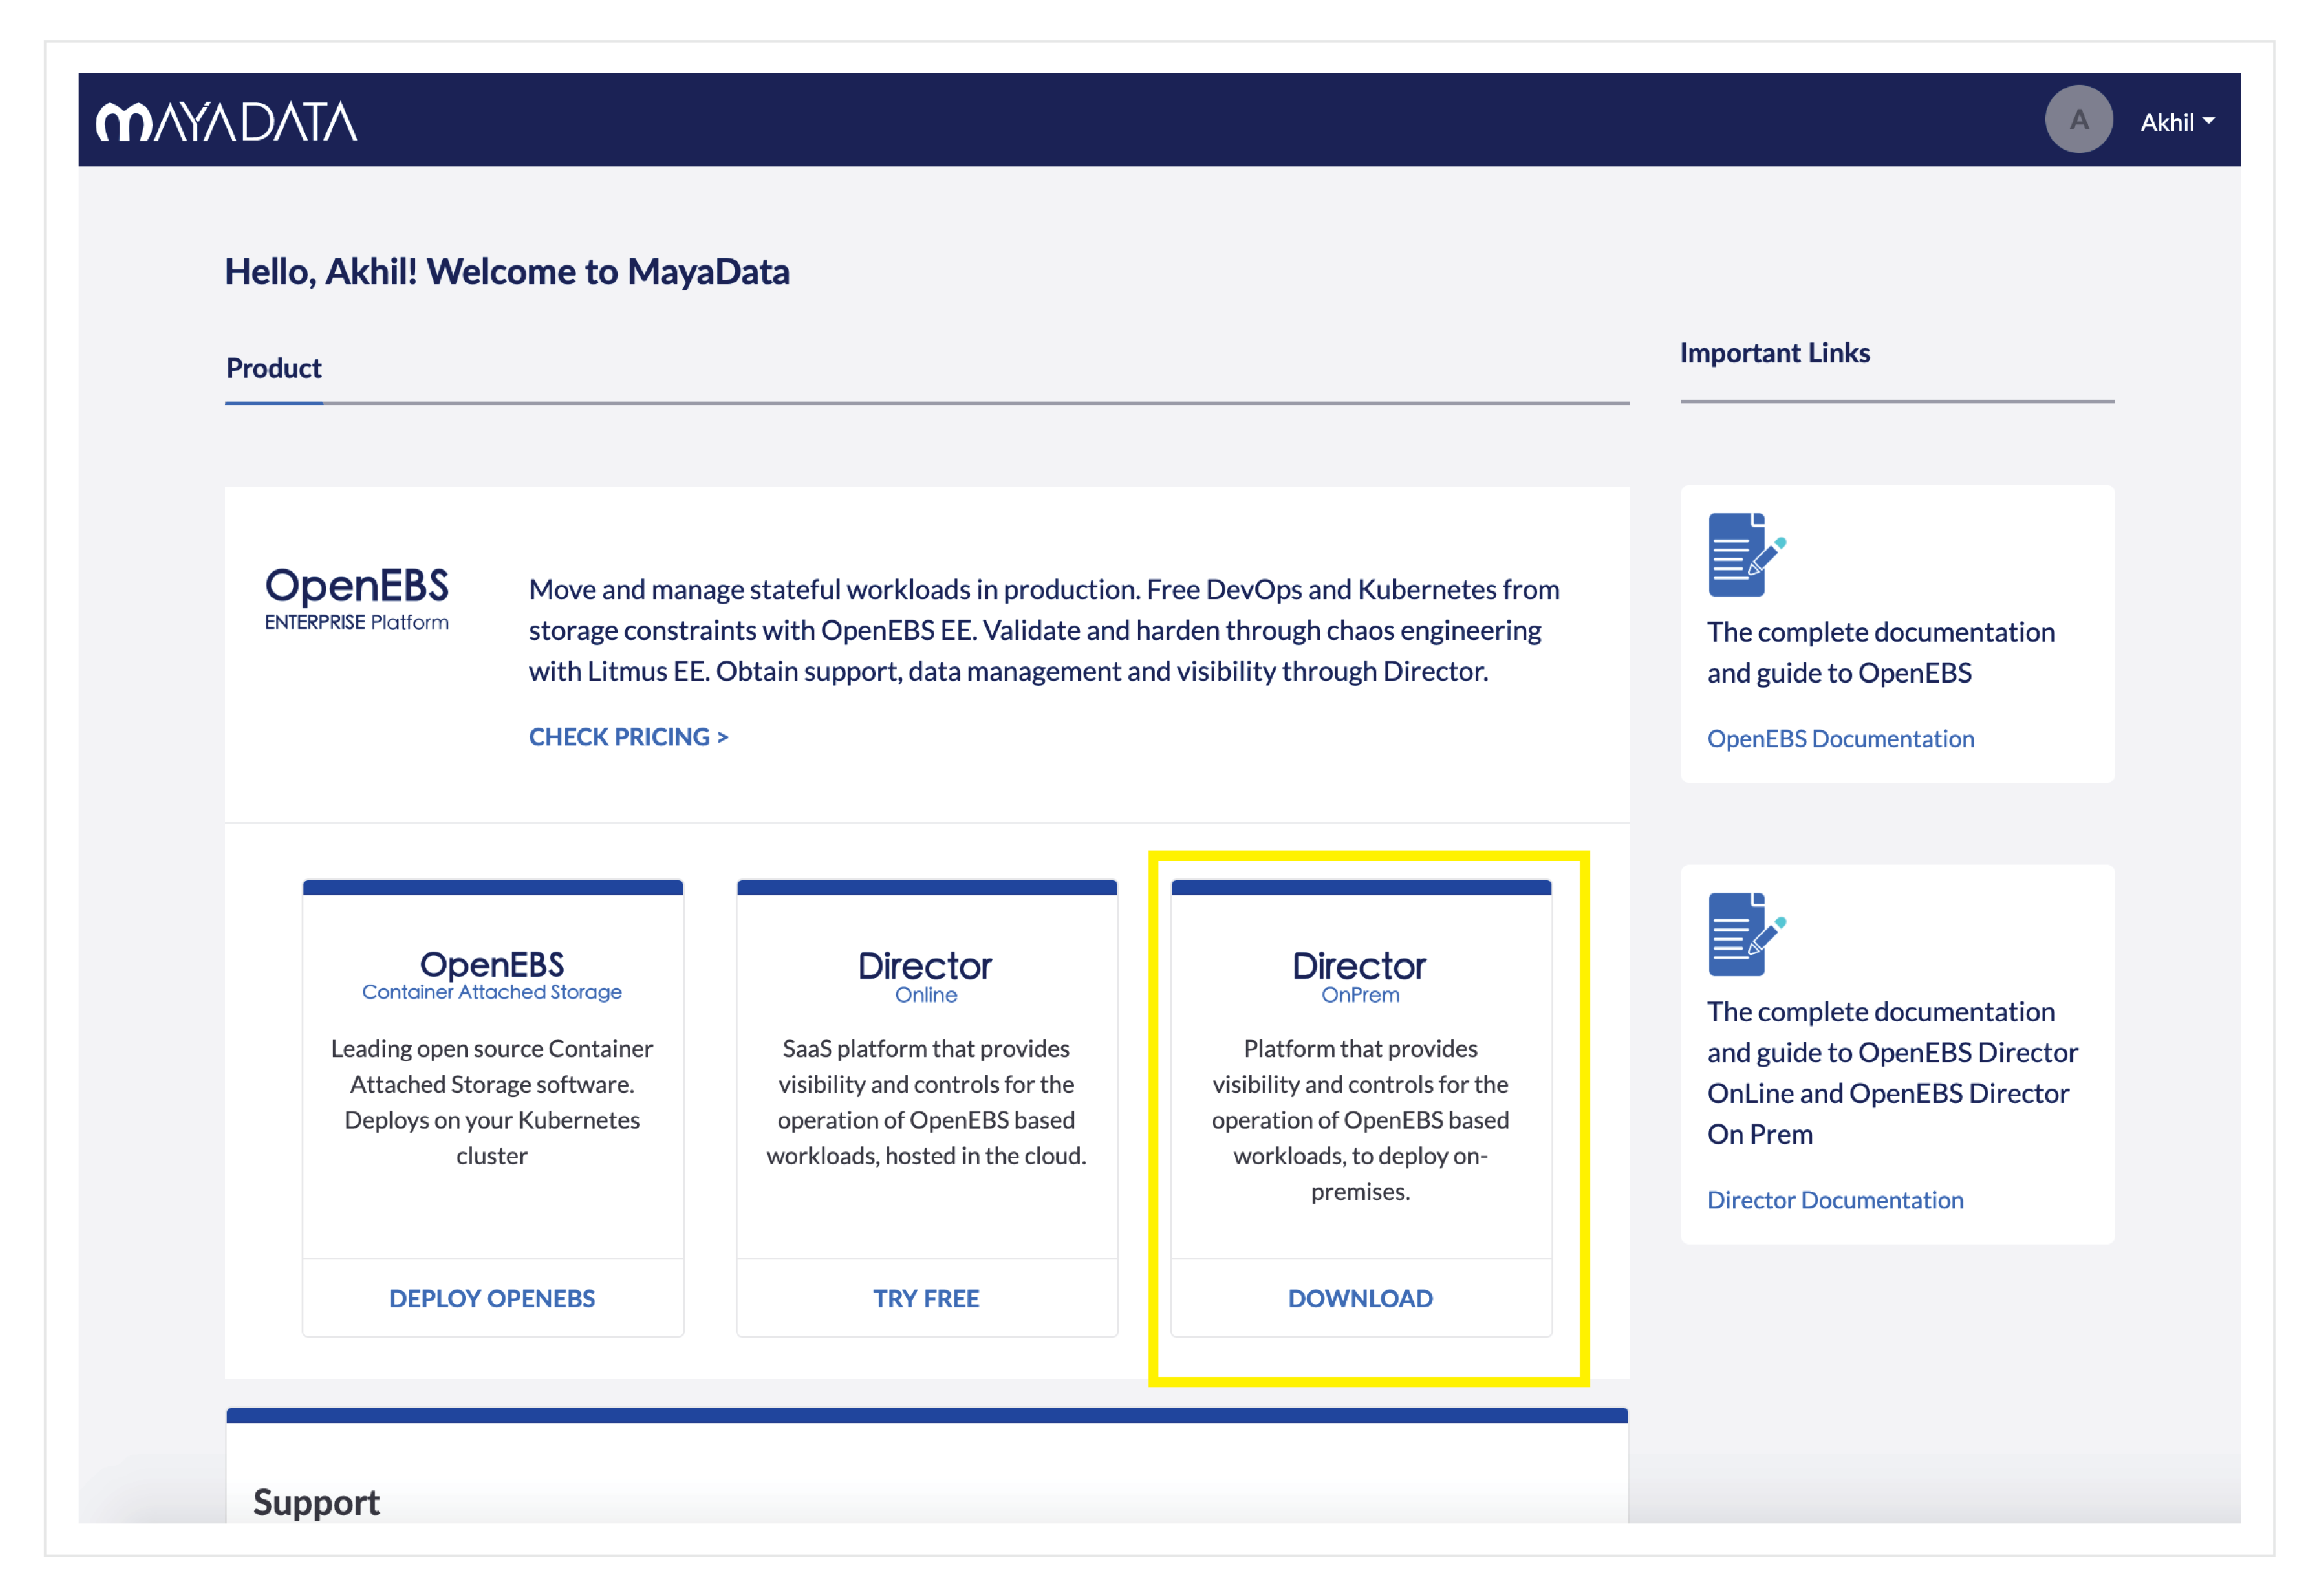 MAYADATA
A
Akhil
Hello, Akhil! Welcome to MayaData
Product
OpenEBS
ENTERPRISE Platform
Move and manage stateful workloads in production. Free DevOps and Kubernetes from
storage constraints with OpenEBS EE. Validate and harden through chaos engineering
with Litmus EE. Obtain support, data management and visibility through Director.
CHECK PRICING >
OpenEBS
Container Attached Storage
Leading open source Container
Attached Storage software.
Deploys on your Kubernetes
cluster
DEPLOY OPENEBS
Director
Online
SaaS platform that provides
visibility and controls for the
operation of OpenEBS based
workloads, hosted in the cloud.
TRY FREE
Director
OnPrem
Platform that provides
visibility and controls for the
operation of OpenEBS based
workloads, to deploy on-
premises.
DOWNLOAD
Support
Important Links
The complete documentation
and guide to OpenEBS
OpenEBS Documentation
The complete documentation
and guide to OpenEBS Director
OnLine and OpenEBS Director
On Prem
Director Documentation